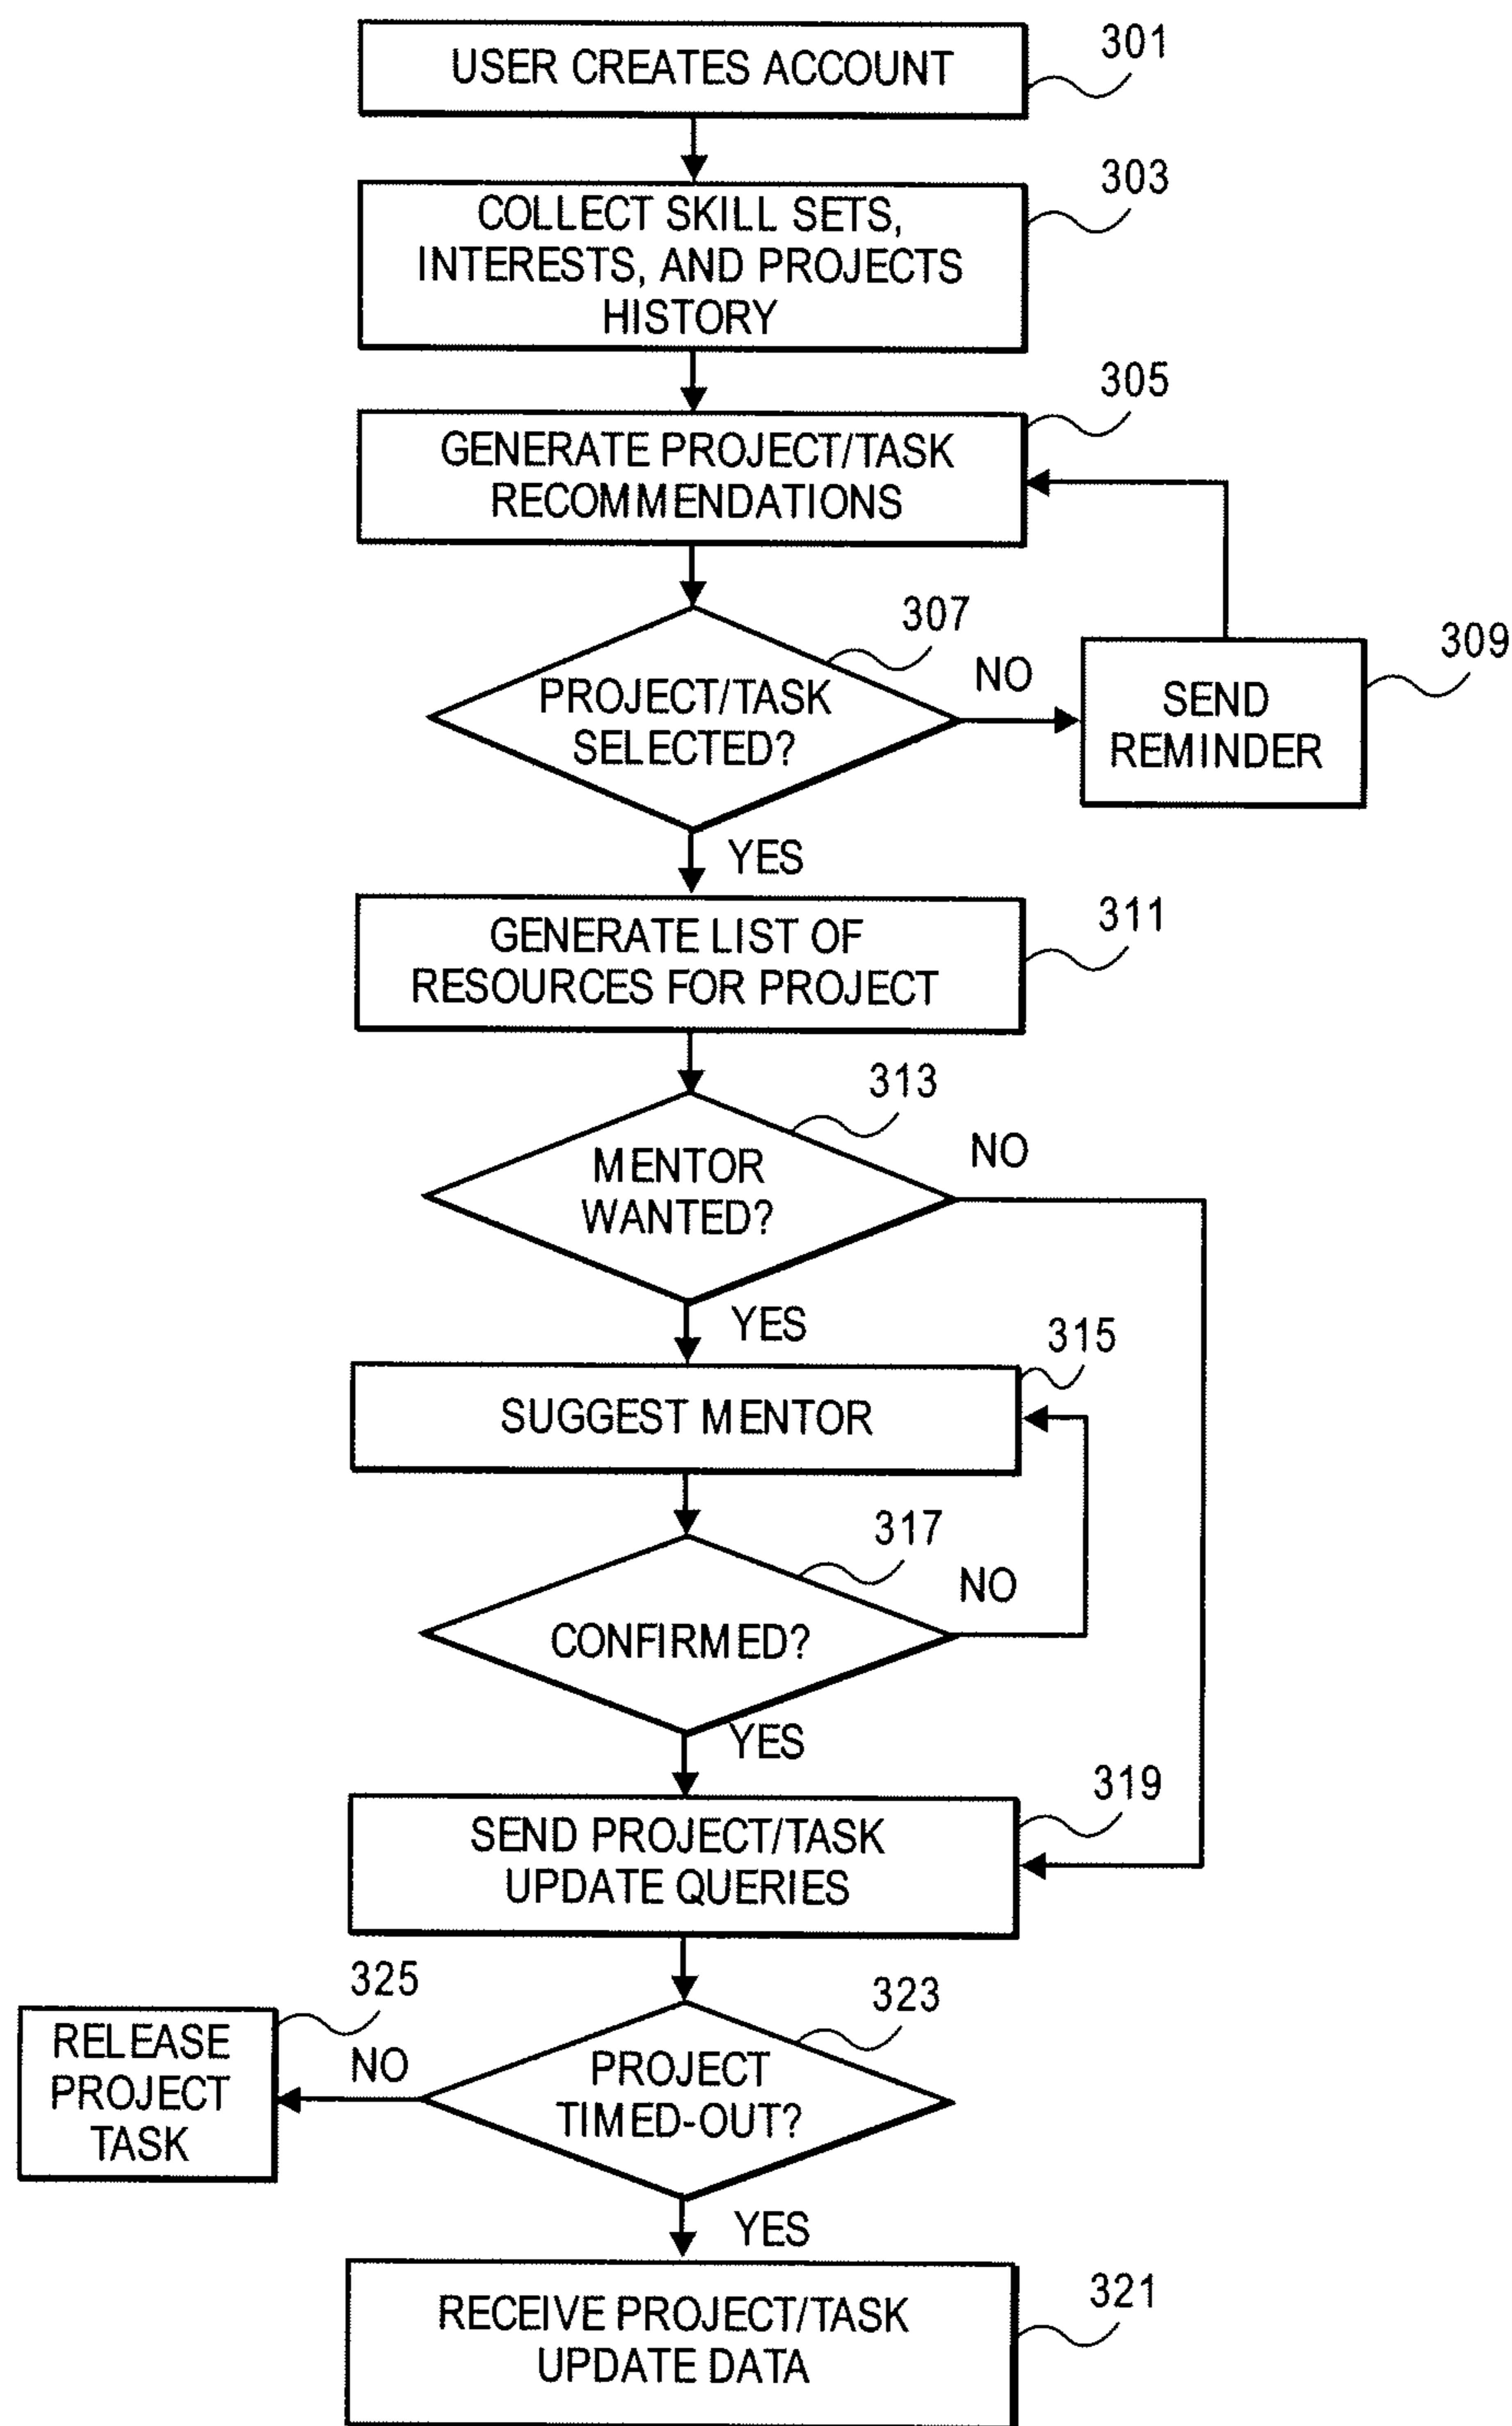 USER CREATES ACCOUNT
301
COLLECT SKILL SETS,
INTERESTS, AND PROJECTS
HISTORY
303
GENERATE PROJECT/TASK
RECOMMENDATIONS
305
PROJECT/TASK
SELECTED?
307
NO
SEND
REMINDER
309
YES
GENERATE LIST OF
RESOURCES FOR PROJECT
311
MENTOR
WANTED?
313
NO
YES
SUGGEST MENTOR
315
CONFIRMED?
317
NO
YES
SEND PROJECT/TASK
UPDATE QUERIES
319
PROJECT
TIMED-OUT?
323
NO
RELEASE
PROJECT
TASK
325
YES
RECEIVE PROJECT/TASK
UPDATE DATA
321